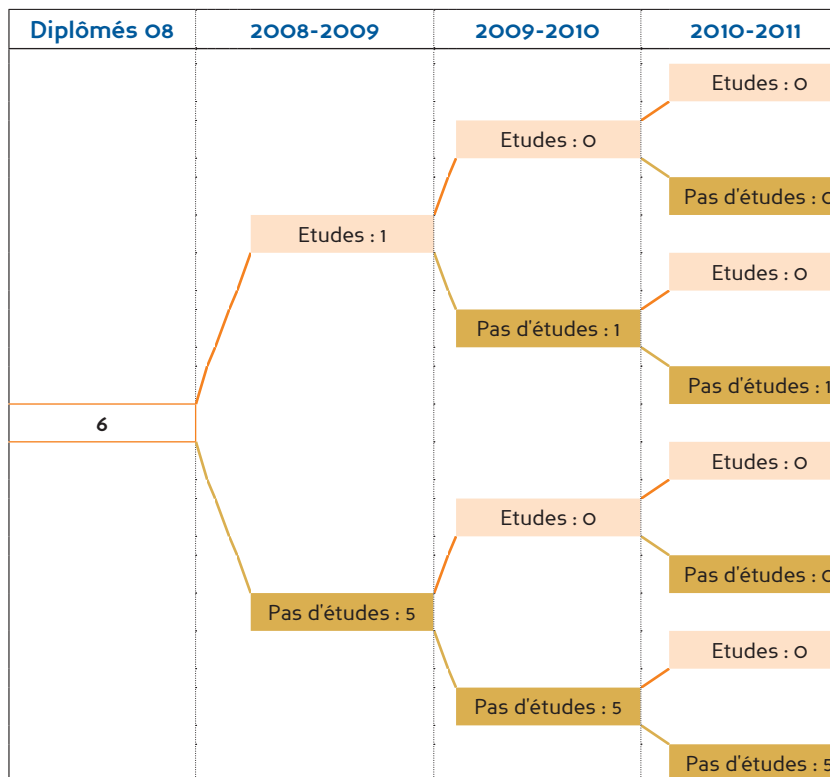 Diplômés 08 2008-2009 2009-2010 2010-2011
Etudes : 0
Etudes : 0
Pas d'études : 0
Etudes : 1
Etudes : 0
Pas d'études : 1
Pas d'études : 1
6
Etudes : 0
Etudes : 0
Pas d'études : 0
Pas d'études : 5
Etudes : 0
Pas d'études : 5
Pas d'études : 5